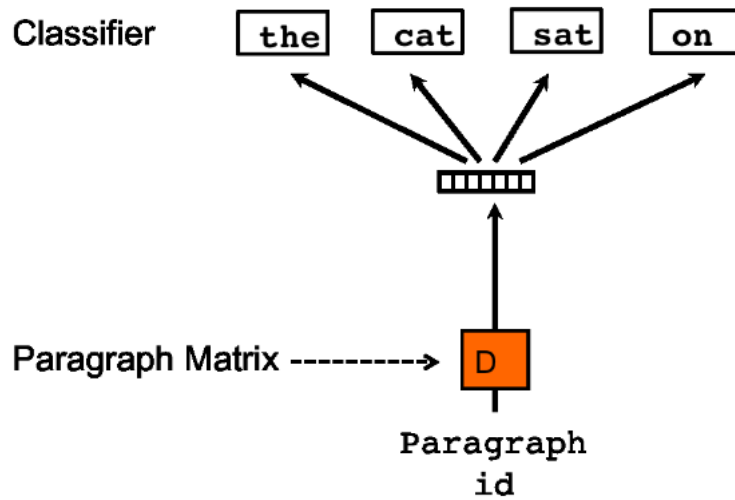 Classifier the cat sat on
Paragraph Matrix D
Paragraph
id